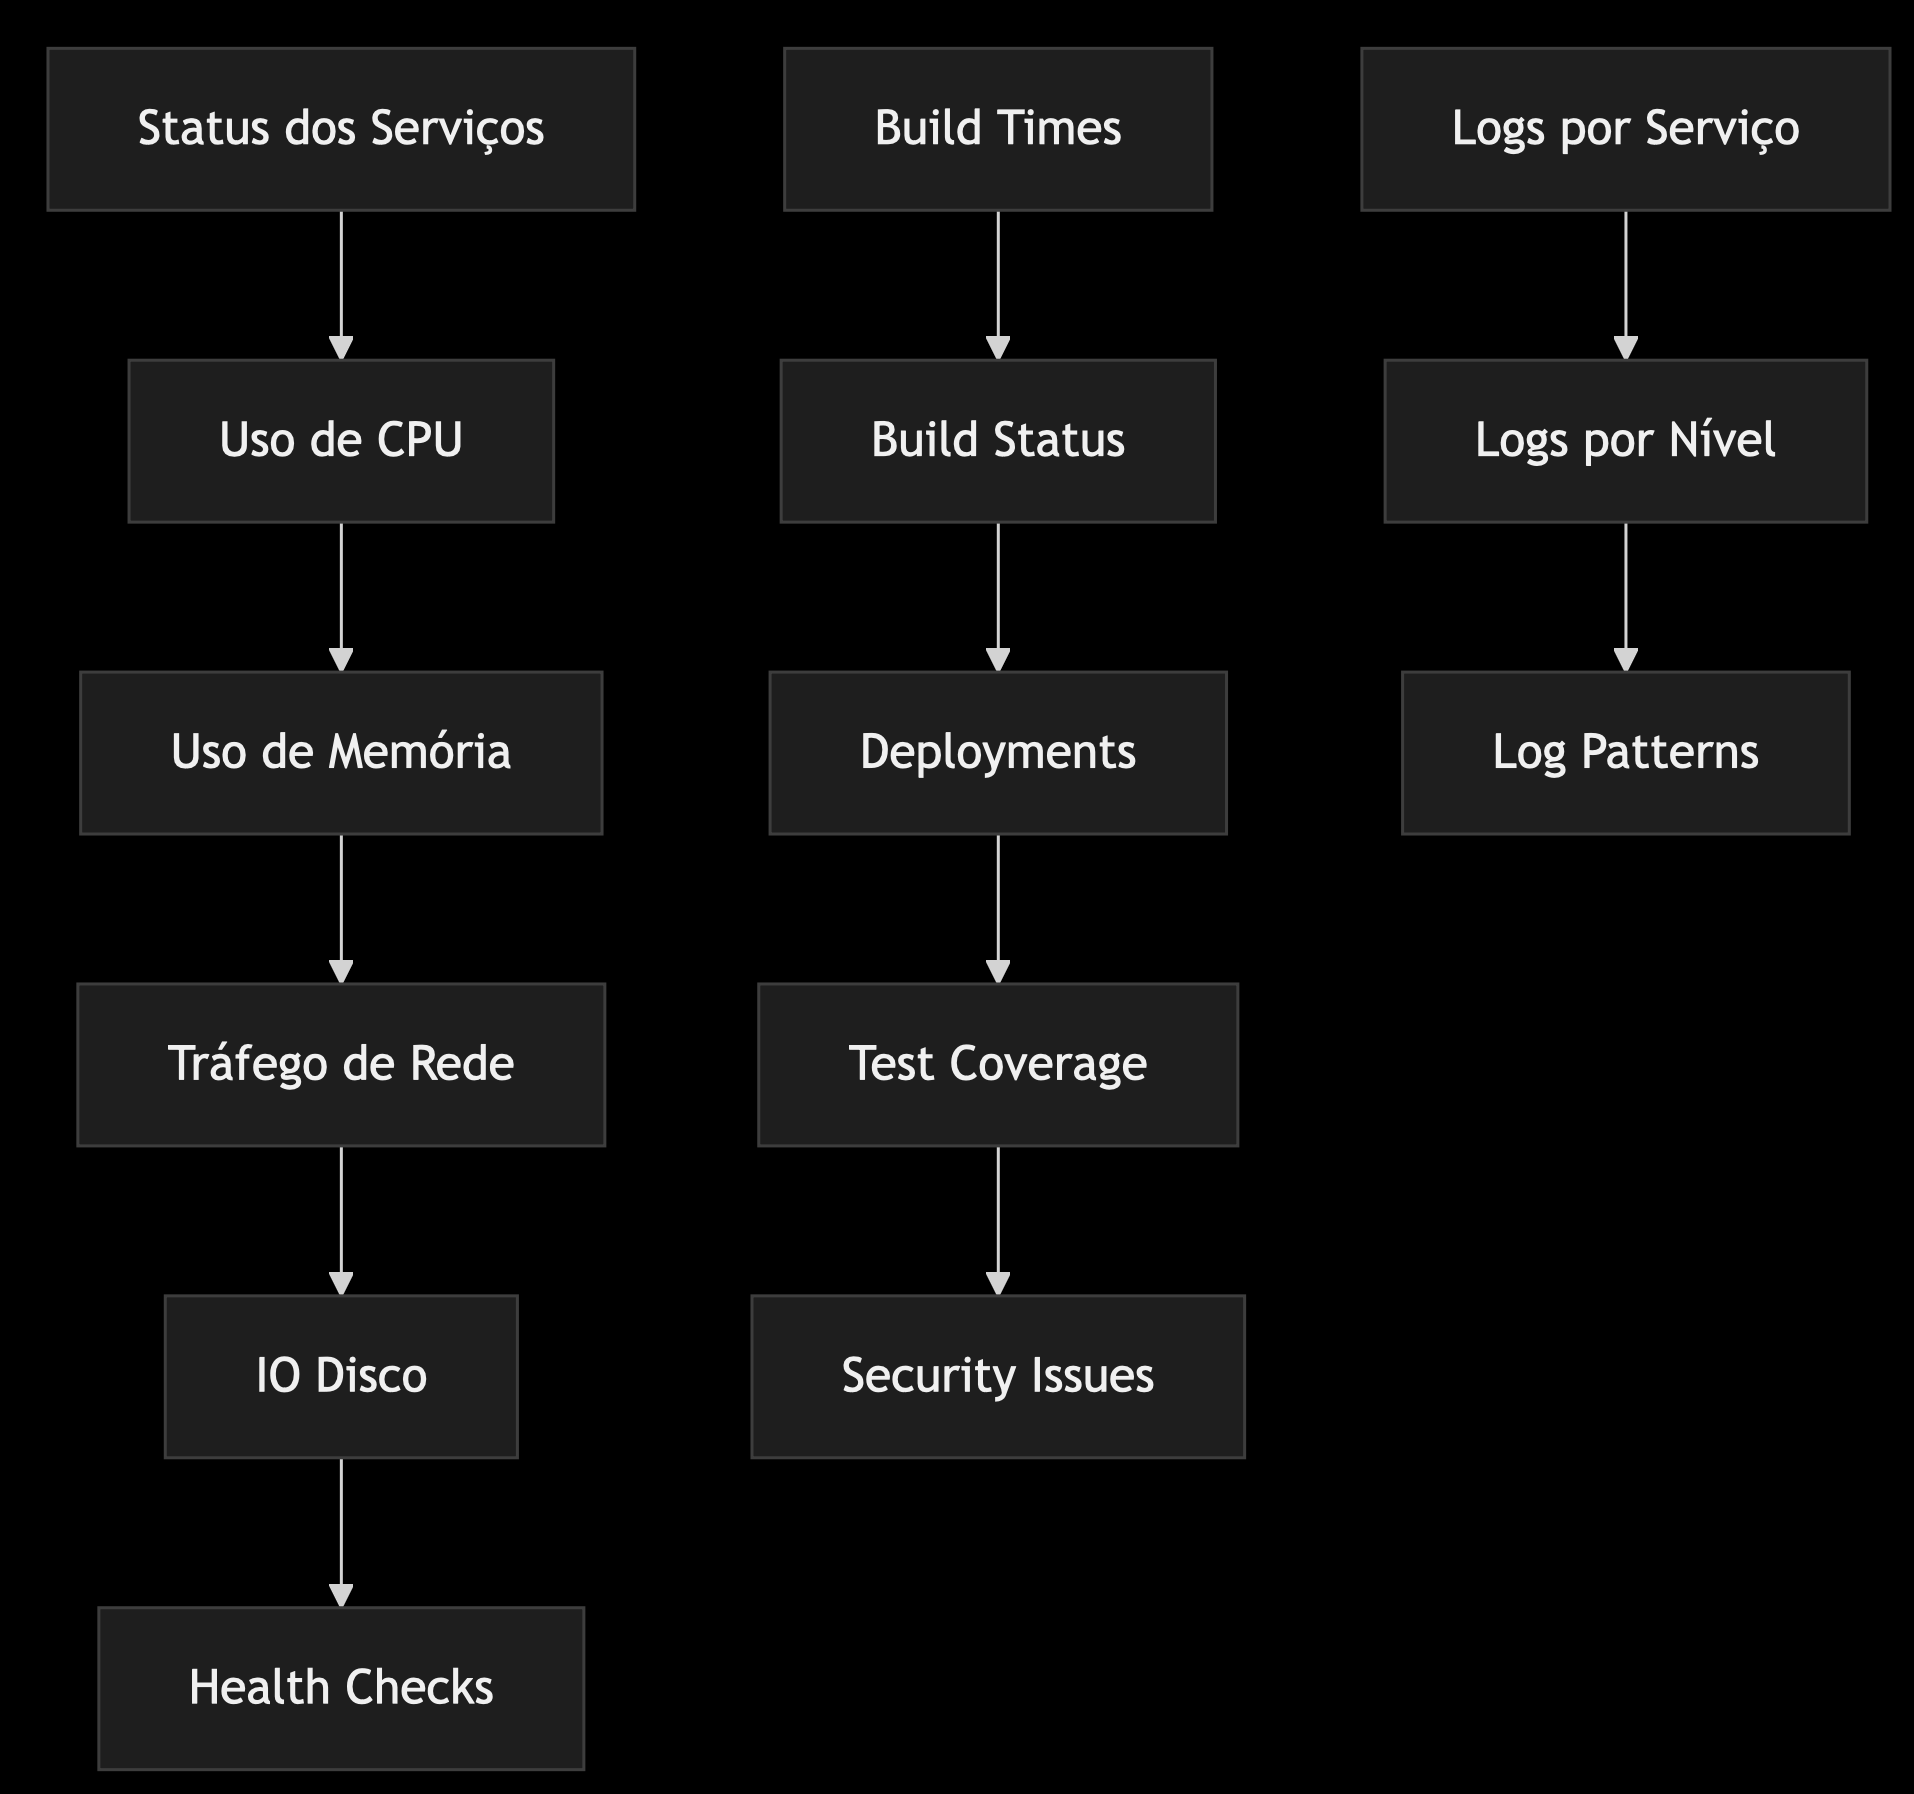 Status dos Serviços
Uso de CPU
Uso de Memória
Tráfego de Rede
IO Disco
Health Checks
Build Times
Build Status
Deployments
Test Coverage
Security Issues
Logs por Serviço
Logs por Nível
Log Patterns